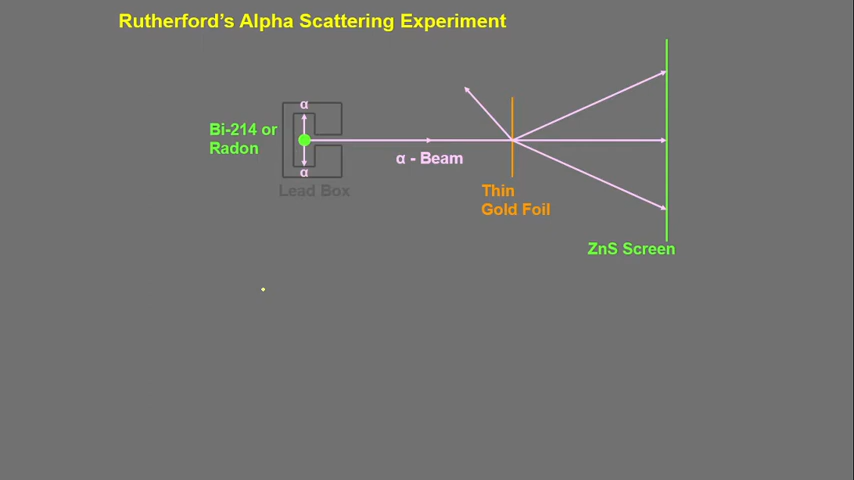 Rutherford’s Alpha Scattering Experiment
α
Bi-214 or
Radon
α - Beam
α
Lead Box
Thin
Gold Foil
ZnS Screen